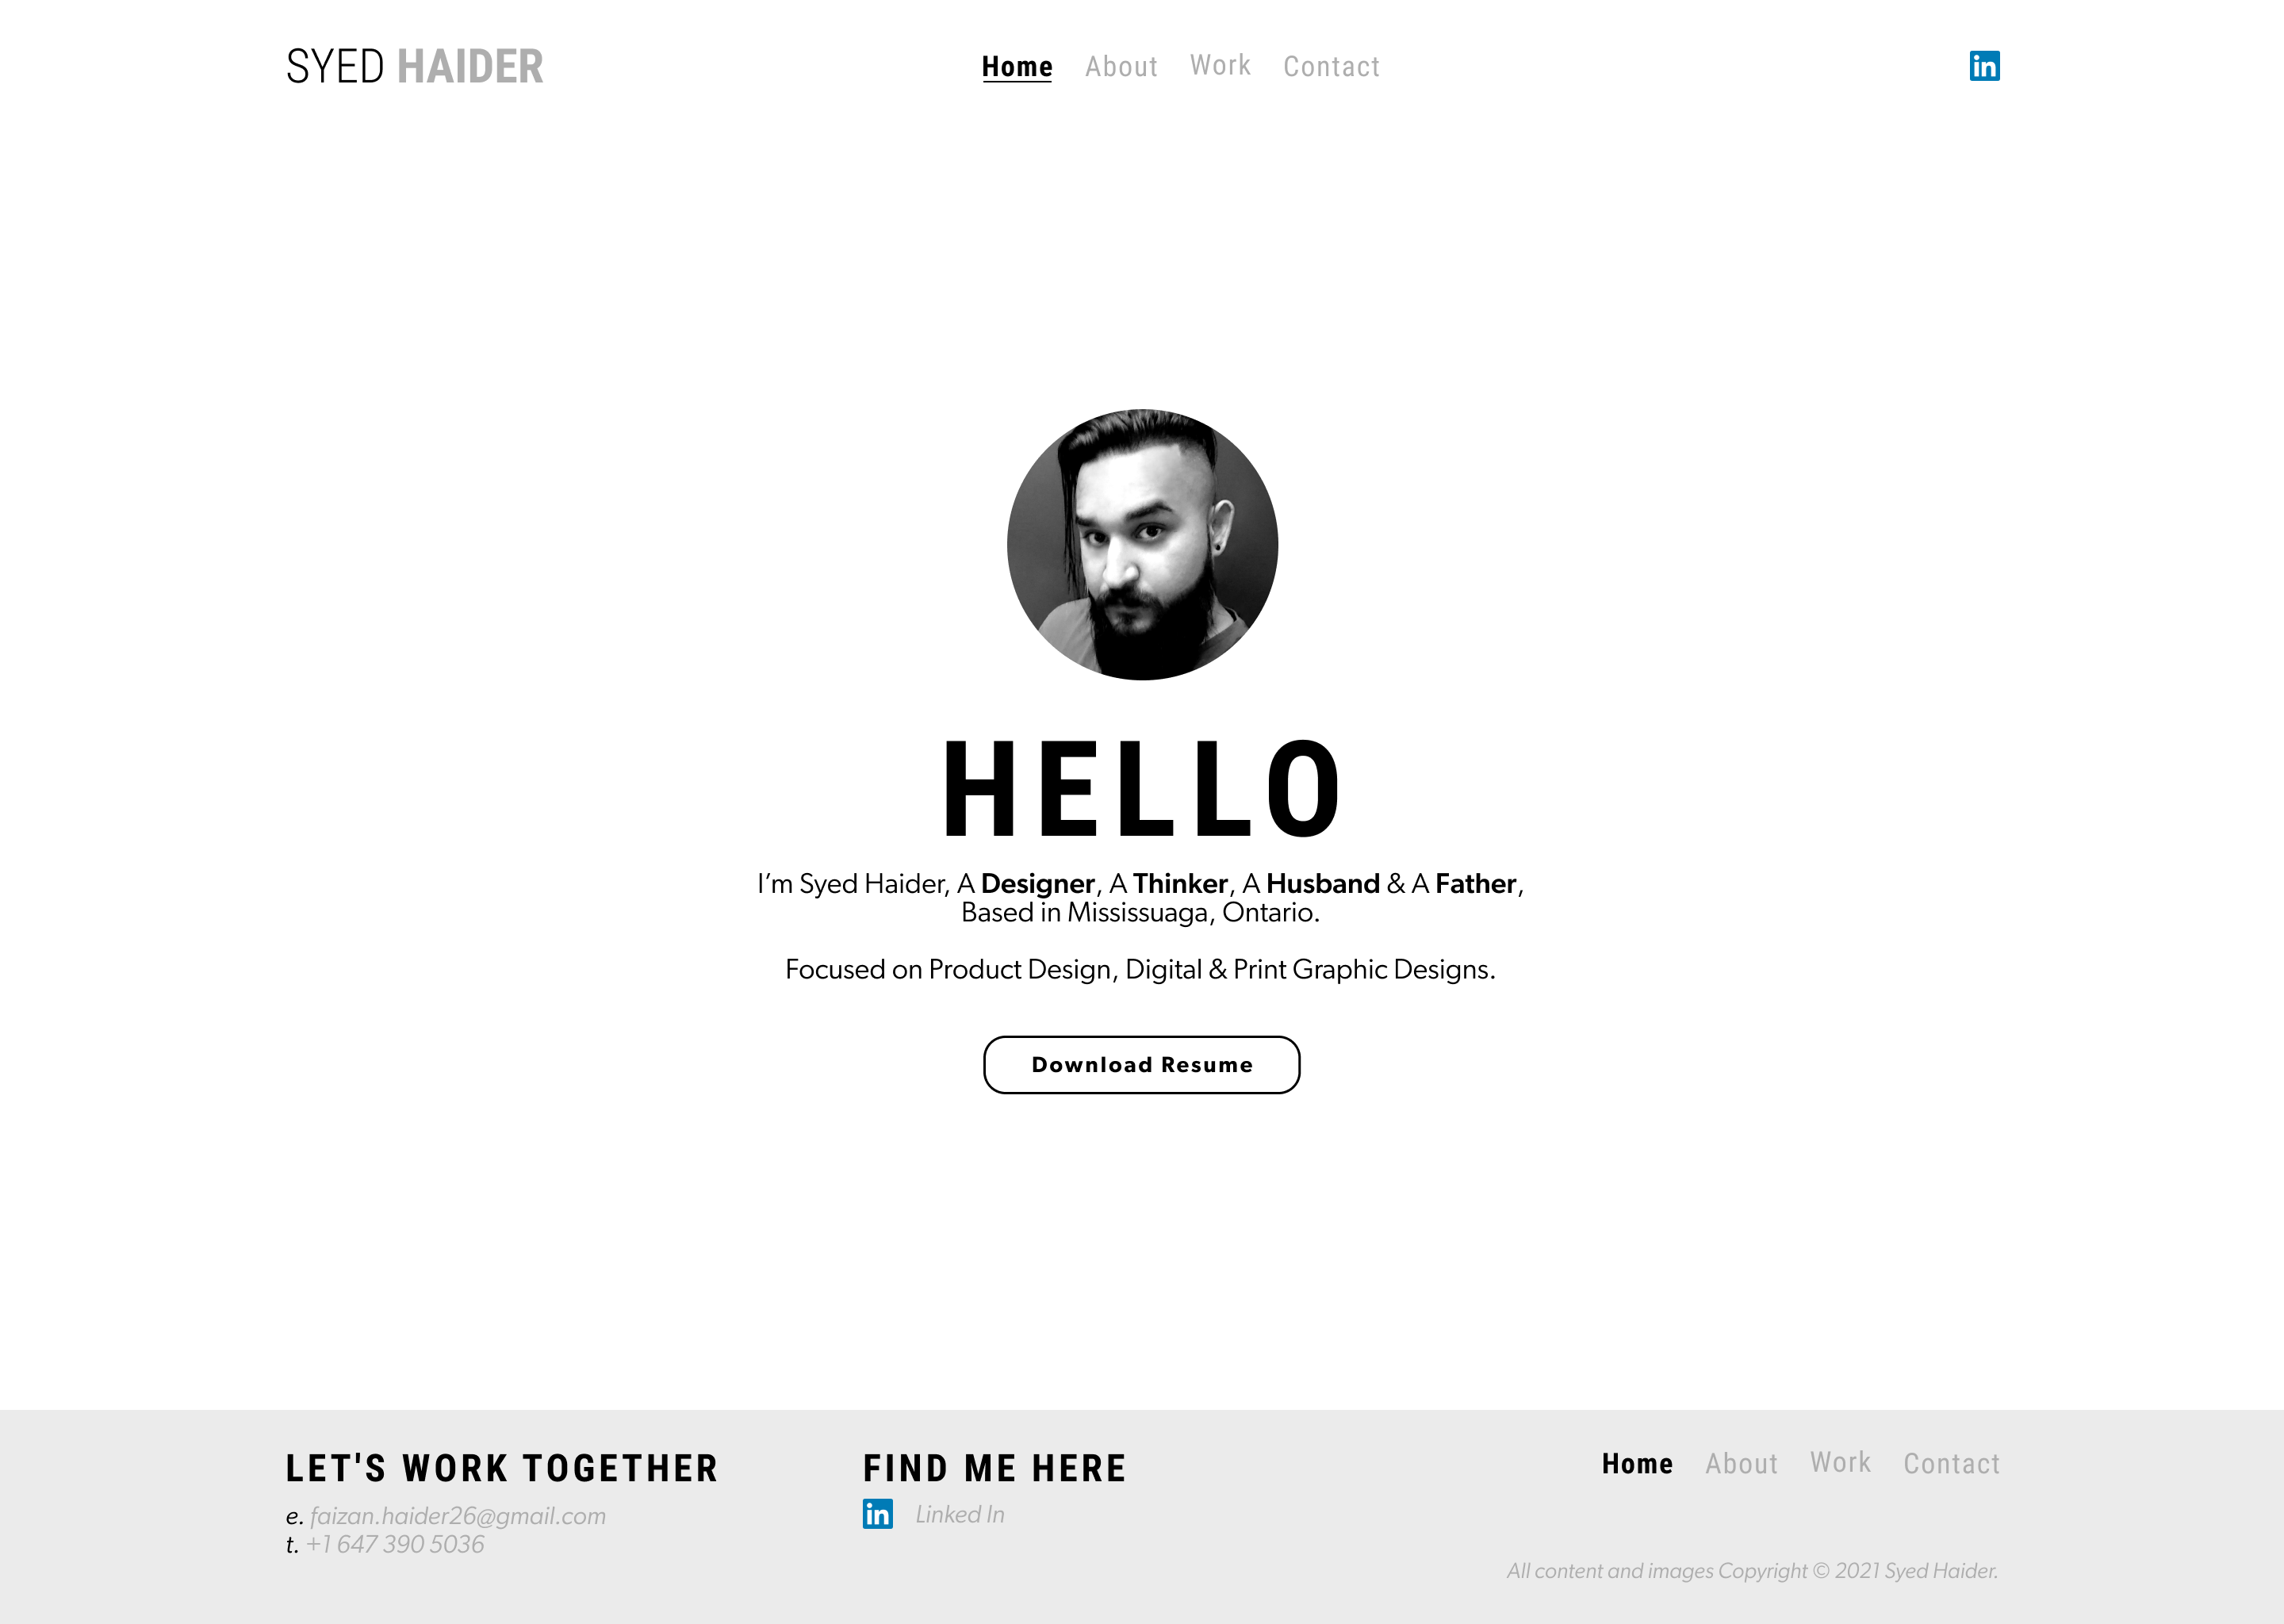 SYED HAIDER
Home About Work Contact
in
HELLO
I’m Syed Haider, A Designer, A Thinker, A Husband & A Father,
Based in Mississuaga, Ontario.
Focused on Product Design, Digital & Print Graphic Designs.
Download Resume
LET'S WORK TOGETHER
e. faizan.haider26@gmail.com
t. +1 647 390 5036
FIND ME HERE
in Linked In
Home About Work Contact
All content and images Copyright © 2021 Syed Haider.